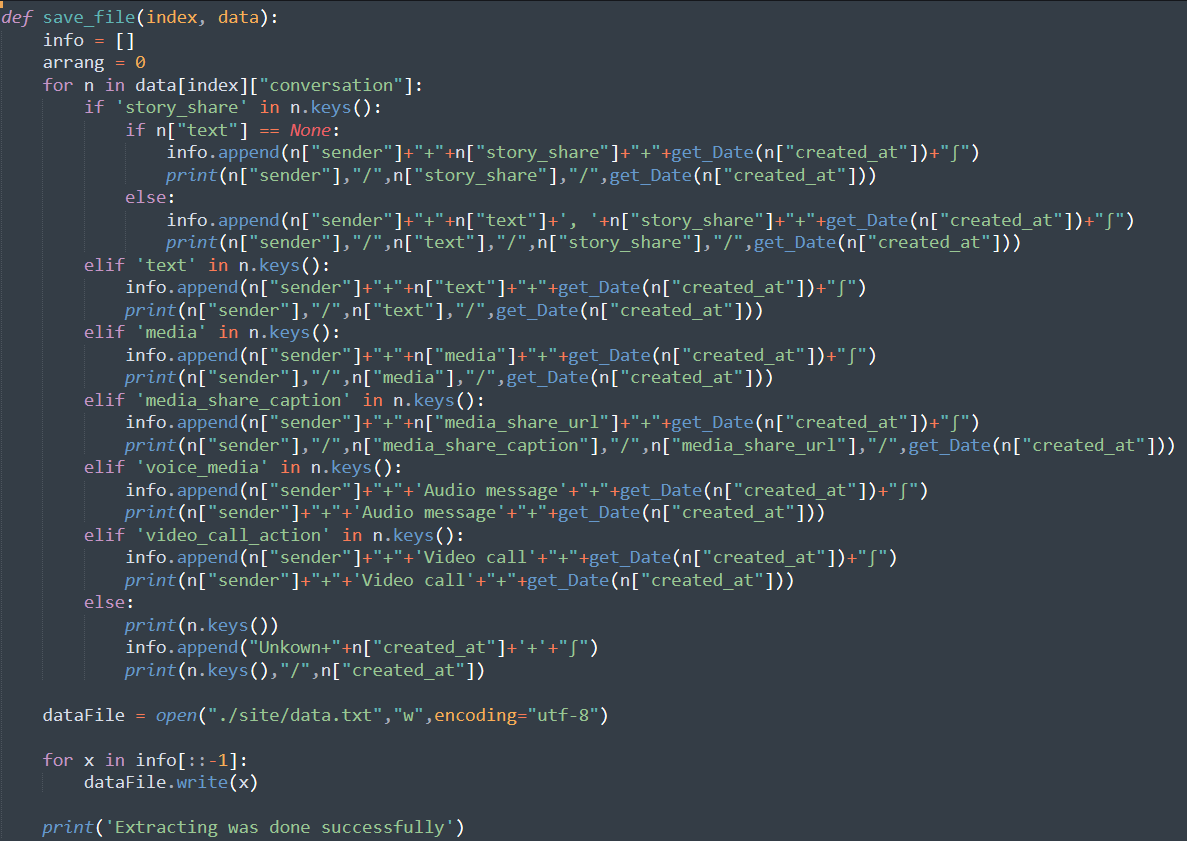 def save_file(index, data):
    info = []
    arrang = 0
    for n in data[index]["conversation"]:
        if 'story_share' in n.keys():
            if n["text"] == None:
                info.append(n["sender"]+"+"+n["story_share"]+"+"+get_Date(n["created_at"])+"ʃ")
                print(n["sender"],"/",n["story_share"],"/",get_Date(n["created_at"]))
            else:
                info.append(n["sender"]+"+"+n["text"]+', '+n["story_share"]+"+"+get_Date(n["created_at"])+"ʃ")
                print(n["sender"],"/",n["text"],"/",n["story_share"],"/",get_Date(n["created_at"]))
        elif 'text' in n.keys():
            info.append(n["sender"]+"+"+n["text"]+"+"+get_Date(n["created_at"])+"ʃ")
            print(n["sender"],"/",n["text"],"/",get_Date(n["created_at"]))
        elif 'media' in n.keys():
            info.append(n["sender"]+"+"+n["media"]+"+"+get_Date(n["created_at"])+"ʃ")
            print(n["sender"],"/",n["media"],"/",get_Date(n["created_at"]))
        elif 'media_share_caption' in n.keys():
            info.append(n["sender"]+"+"+n["media_share_url"]+"+"+get_Date(n["created_at"])+"ʃ")
            print(n["sender"],"/",n["media_share_caption"],"/",n["media_share_url"],"/",get_Date(n["created_at"]))
        elif 'voice_media' in n.keys():
            info.append(n["sender"]+"+"+'Audio message'+"+"+get_Date(n["created_at"])+"ʃ")
            print(n["sender"]+"+"+'Audio message'+"+"+get_Date(n["created_at"]))
        elif 'video_call_action' in n.keys():
            info.append(n["sender"]+"+"+'Video call'+"+"+get_Date(n["created_at"])+"ʃ")
            print(n["sender"]+"+"+'Video call'+"+"+get_Date(n["created_at"]))
        else:
            print(n.keys())
            info.append("Unkown+"+n["created_at"]+'+'+"ʃ")
            print(n.keys(),"/",n["created_at"])
    dataFile = open("./site/data.txt","w",encoding="utf-8")
    for x in info[::-1]:
        dataFile.write(x)
    print('Extracting was done successfully')